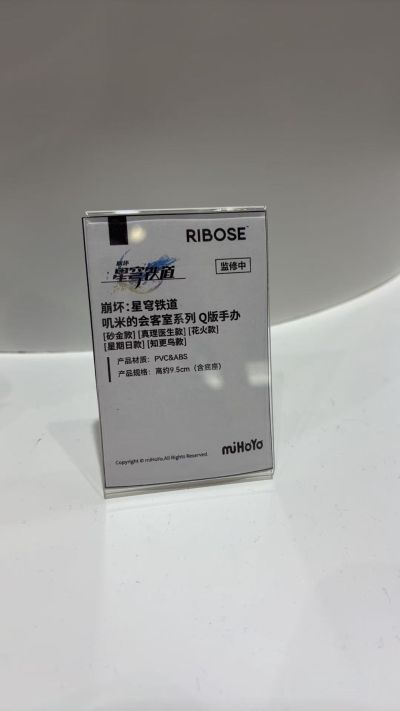 RIBOSE
崩坏
星穹铁道
监修中
崩坏：星穹铁道
叽米的会客室系列 Q版手办
[砂金款] [真理医生款] [花火款]
[星期日款] [知更鸟款]
产品材质：PVC&ABS
产品规格：高约9.5cm（含底座）
miHoYo
Copyright © miHoYo.All Rights Reserved.